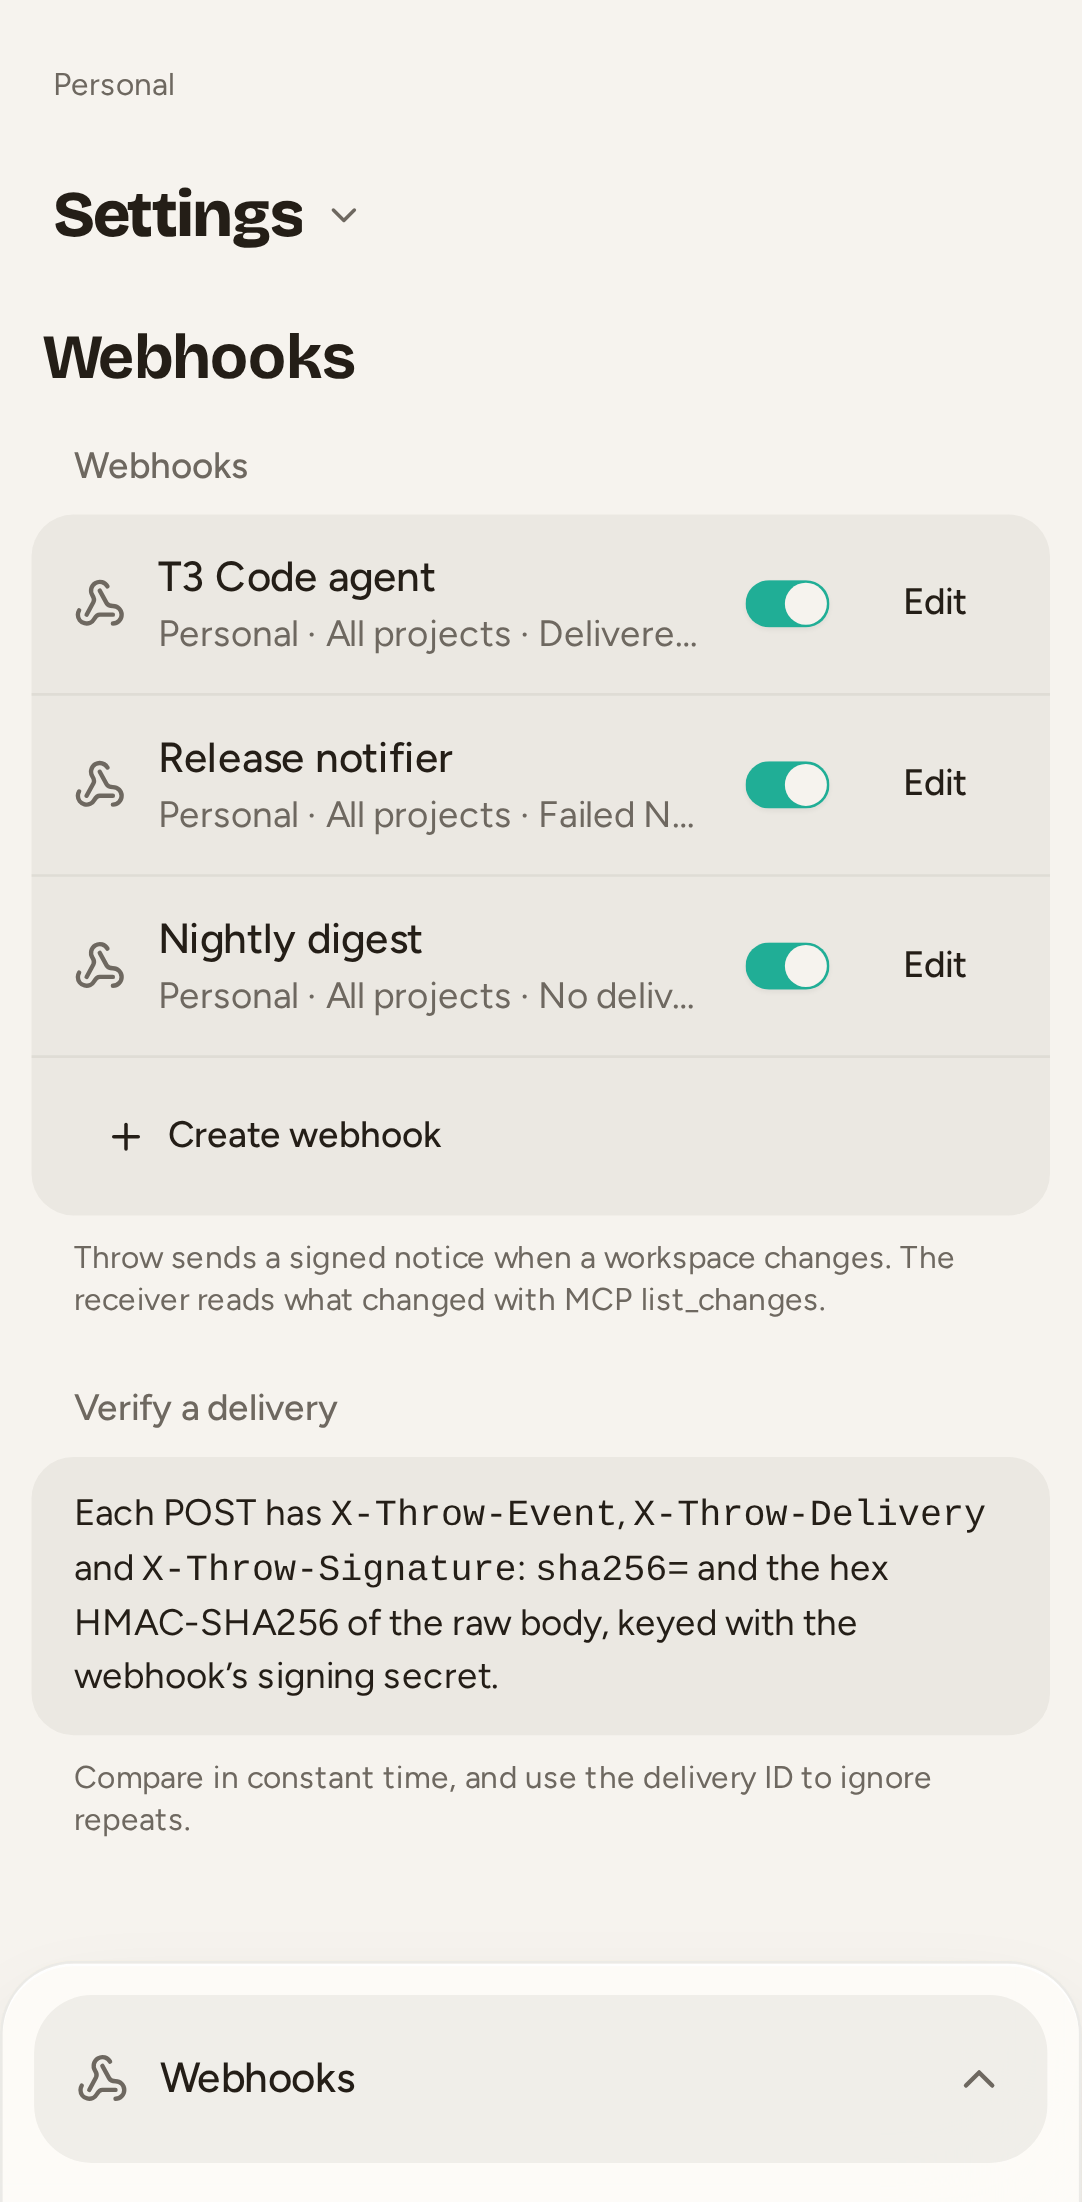 Personal
Settings
Webhooks
Webhooks
T3 Code agent
Personal · All projects · Delivere...
Edit
Release notifier
Personal · All projects · Failed N...
Edit
Nightly digest
Personal · All projects · No deliv...
Edit
Create webhook
Throw sends a signed notice when a workspace changes. The
receiver reads what changed with MCP list_changes.
Verify a delivery
Each POST has X-Throw-Event, X-Throw-Delivery
and X-Throw-Signature: sha256= and the hex
HMAC-SHA256 of the raw body, keyed with the
webhook’s signing secret.
Compare in constant time, and use the delivery ID to ignore
repeats.
Webhooks